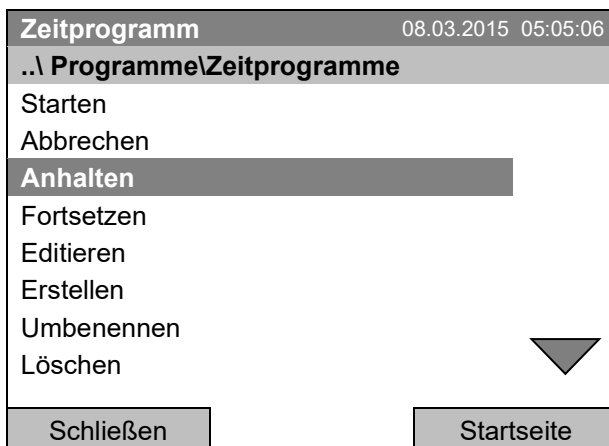 Zeitprogramm 08.03.2015 05:05:06
..\ Programme\Zeitprogramme
Starten
Abbrechen
Anhalten
Fortsetzen
Editieren
Erstellen
Umbenennen
Löschen
Schließen Startseite